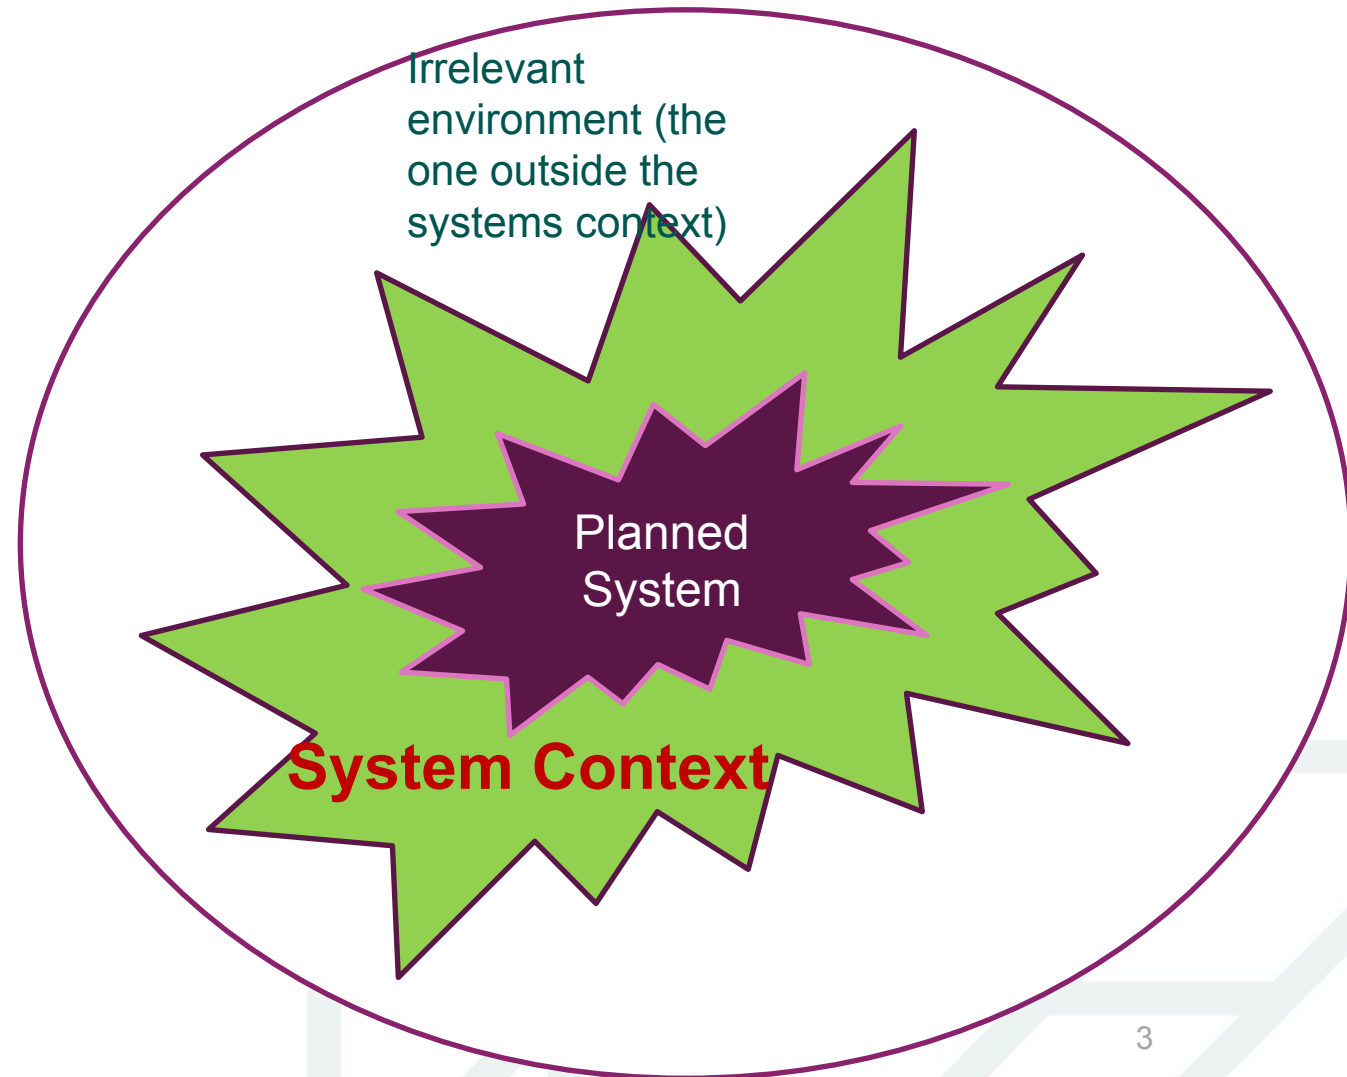 Irrelevant
environment (the
one outside the
systems context)
Planned
System
System Context
3